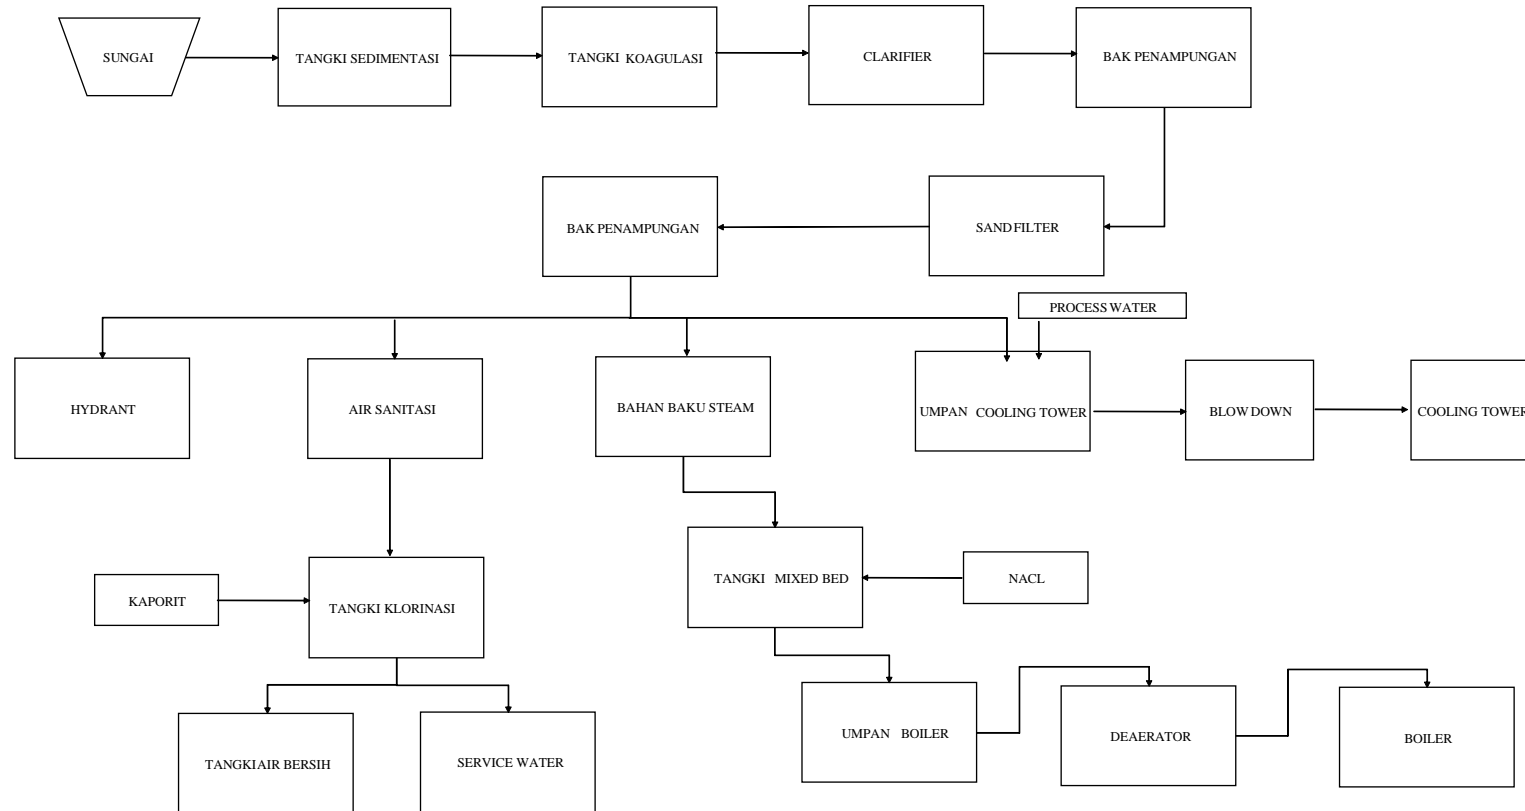 SUNGAI
TANGKI SEDIMENTASI
TANGKI KOAGULASI
CLARIFIER
BAK PENAMPUNGAN
BAK PENAMPUNGAN
SAND FILTER
PROCESS WATER
HYDRANT
AIR SANITASI
BAHAN BAKU STEAM
UMPAN COOLING TOWER
BLOW DOWN
COOLING TOWER
KAPORIT
TANGKI KLORINASI
TANGKI MIXED BED
NACL
TANGKI AIR BERSIH
SERVICE WATER
UMPAN BOILER
DEAERATOR
BOILER